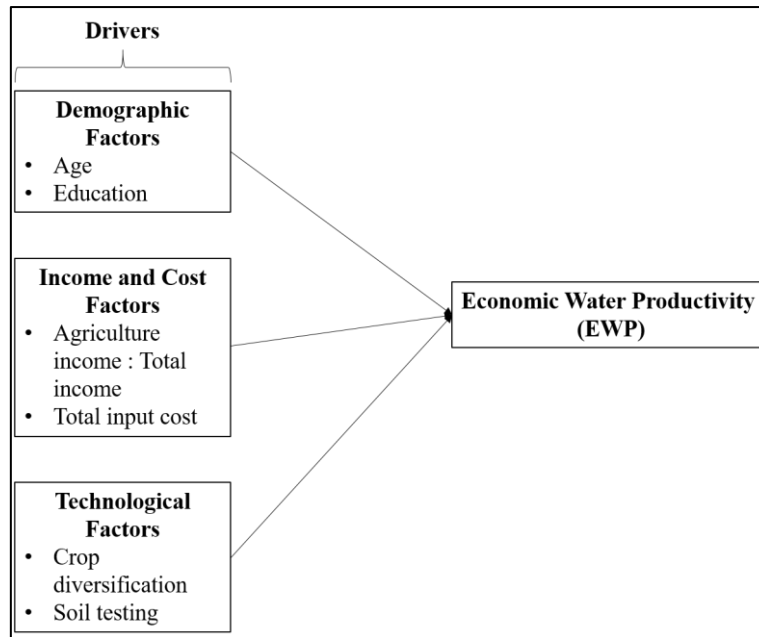 Drivers
Demographic
Factors
• Age
• Education
Income and Cost
Factors
• Agriculture
income : Total
income
• Total input cost
Technological
Factors
• Crop
diversification
• Soil testing
Economic Water Productivity
(EWP)